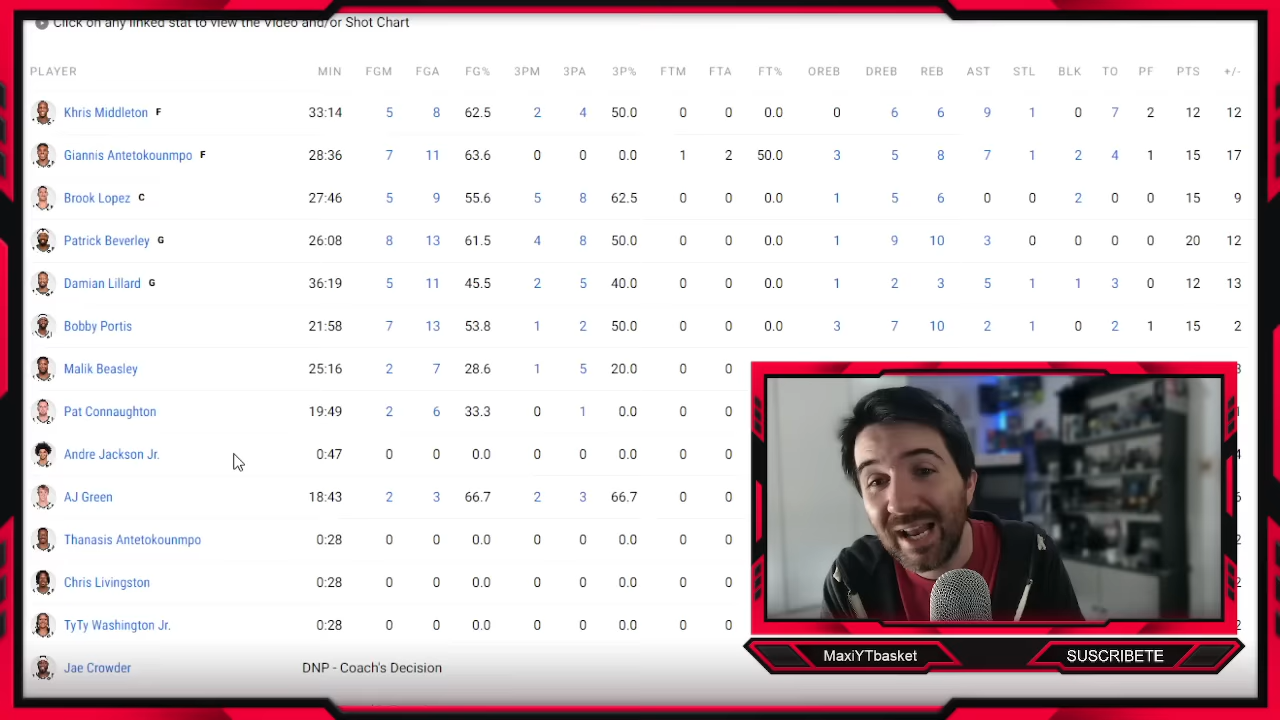 Click on any linked stat to view the Video and/or Shot Chart
PLAYER MIN FGM FGA FG% 3PM 3PA 3P% FTM FTA FT% OREB DREB REB AST STL BLK TO PF PTS +/-
Khris Middleton F 33:14 5 8 62.5 2 4 50.0 0 0 0.0 0 6 6 9 1 0 7 2 12 12
Giannis Antetokounmpo F 28:36 7 11 63.6 0 0 0.0 1 2 50.0 3 5 8 7 1 2 4 1 15 17
Brook Lopez C 27:46 5 9 55.6 5 8 62.5 0 0 0.0 1 5 6 0 0 2 0 0 15 9
Patrick Beverley G 26:08 8 13 61.5 4 8 50.0 0 0 0.0 1 9 10 3 0 0 0 0 20 12
Damian Lillard G 36:19 5 11 45.5 2 5 40.0 0 0 0.0 1 2 3 5 1 1 3 0 12 13
Bobby Portis 21:58 7 13 53.8 1 2 50.0 0 0 0.0 3 7 10 2 1 0 2 1 15 2
Malik Beasley 25:16 2 7 28.6 1 5 20.0 0 0
Pat Connaughton 19:49 2 6 33.3 0 1 0.0 0 0
Andre Jackson Jr. 0:47 0 0 0.0 0 0 0.0 0 0
AJ Green 18:43 2 3 66.7 2 3 66.7 0 0
Thanasis Antetokounmpo 0:28 0 0 0.0 0 0 0.0 0 0
Chris Livingston 0:28 0 0 0.0 0 0 0.0 0 0
TyTy Washington Jr. 0:28 0 0 0.0 0 0 0.0 0 0
Jae Crowder DNP - Coach's Decision
MaxiYTbasket
SUSCRIBETE